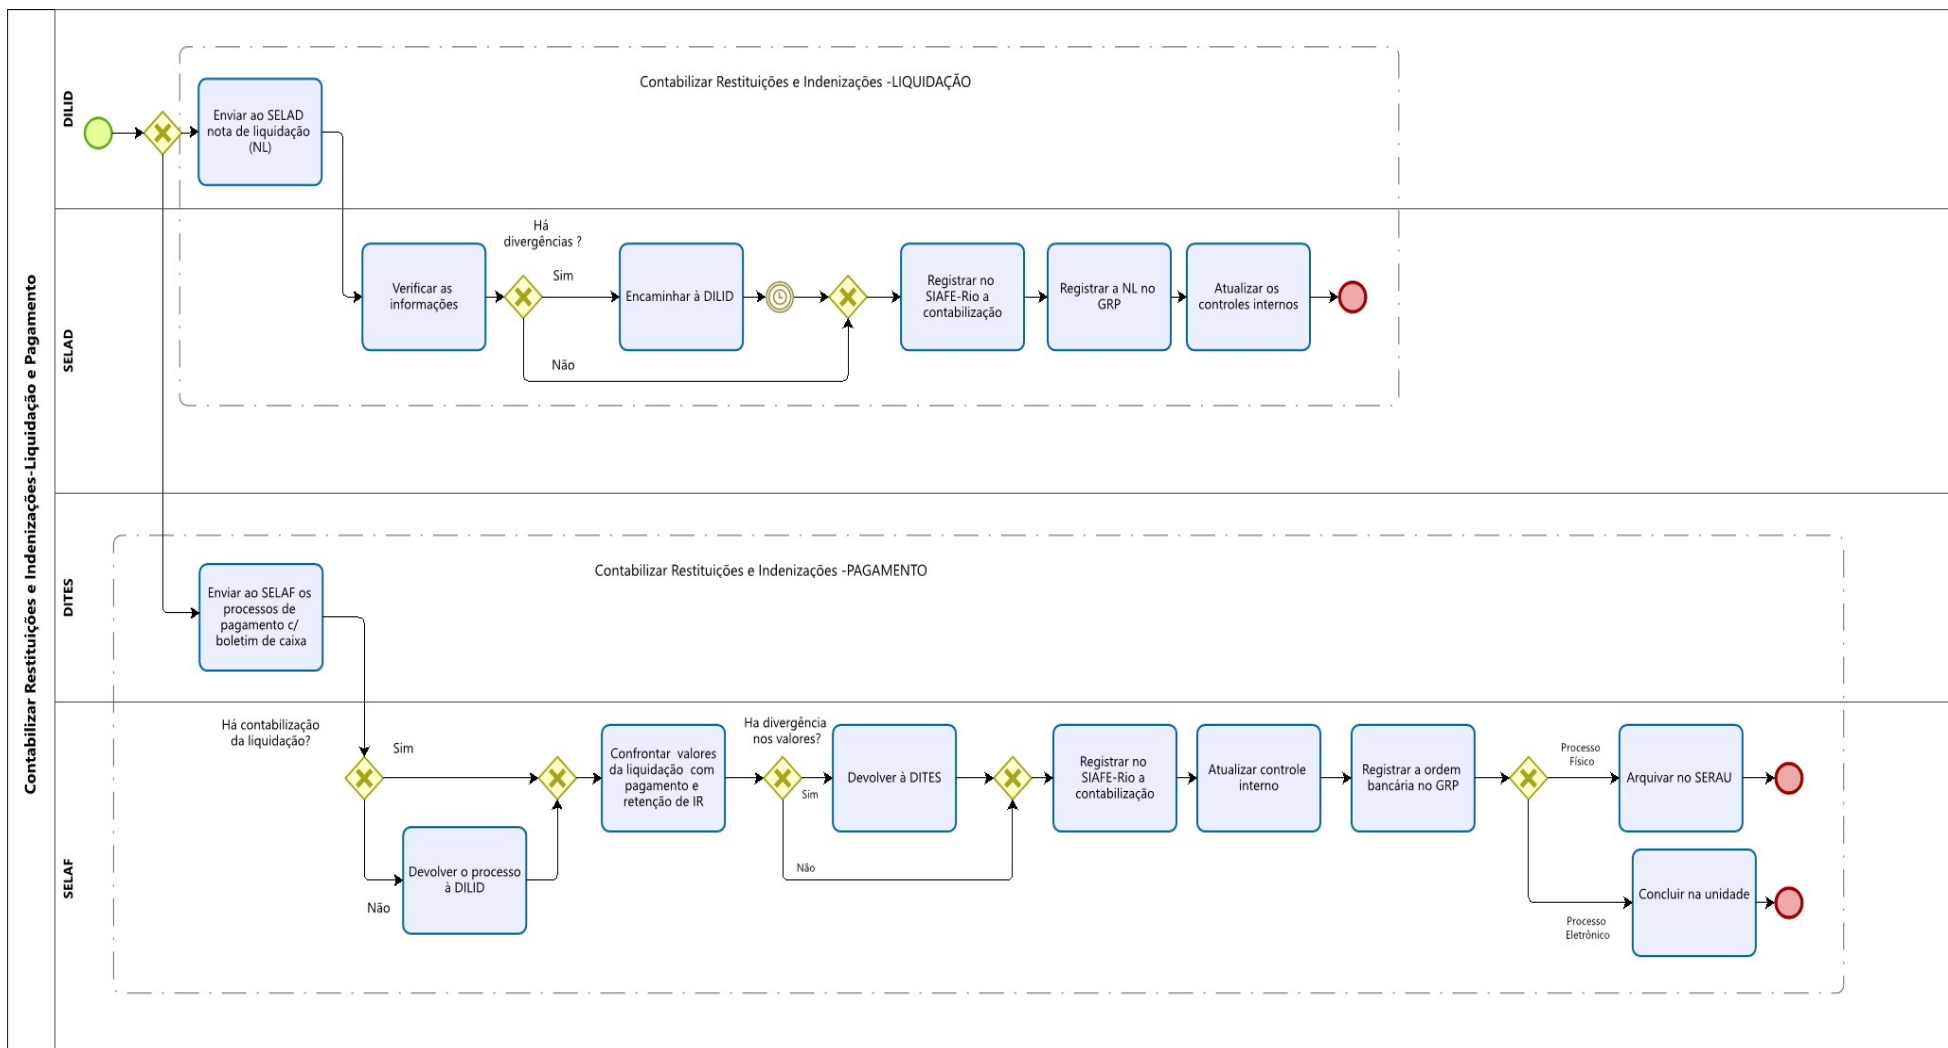 Contabilizar Restituições e Indenizações-Liquidação e Pagamento
DILID
Contabilizar Restituições e Indenizações -LIQUIDAÇÃO
Enviar ao SELAD
nota de liquidação
(NL)
SELAD
Verificar as
informações
Há
divergências ?
Sim
Não
Encaminhar à DILID
Registrar no
SIAFE-Rio a
contabilização
Registrar a NL no
GRP
Atualizar os
controles internos
DITES
Contabilizar Restituições e Indenizações -PAGAMENTO
Enviar ao SELAF os
processos de
pagamento c/
boletim de caixa
SELAF
Há contabilização
da liquidação?
Sim
Não
Devolver o processo
à DILID
Confrontar valores
da liquidação com
pagamento e
retenção de IR
Ha divergência
nos valores?
Sim
Não
Devolver à DITES
Registrar no
SIAFE-Rio a
contabilização
Atualizar controle
interno
Registrar a ordem
bancária no GRP
Processo
Físico
Arquivar no SERAU
Processo
Eletrônico
Concluir na unidade